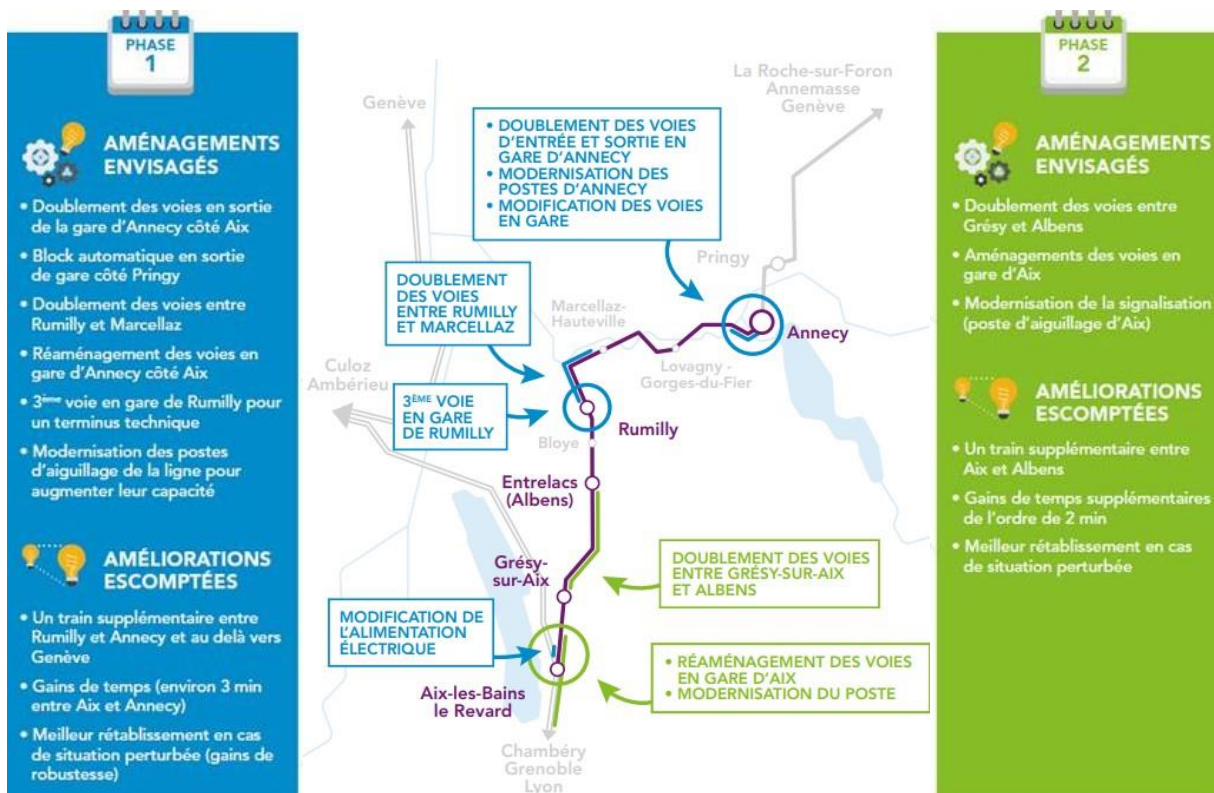 PHASE
1
AMÉNAGEMENTS
ENVISAGÉS
• Doublement des voies en sortie
de la gare d'Annecy côté Aix
• Block automatique en sortie
de gare côté Pringy
• Doublement des voies entre
Rumilly et Marcellaz
• Réaménagement des voies en
gare d'Annecy côté Aix
• 3ème voie en gare de Rumilly pour
un terminus technique
• Modernisation des postes
d'aiguillage de la ligne pour
augmenter leur capacité
AMÉLIORATIONS
ESCOMPTÉES
• Un train supplémentaire entre
Rumilly et Annecy et au delà vers
Genève
• Gains de temps (environ 3 min
entre Aix et Annecy)
• Meilleur rétablissement en cas
de situation perturbée (gains de
robustesse)
Genève
La Roche-sur-Foron
Annemasse
Genève
• DOUBLEMENT DES VOIES
D'ENTRÉE ET SORTIE EN
GARE D'ANNECY
• MODERNISATION DES
POSTES D'ANNECY
• MODIFICATION DES VOIES
EN GARE
Pringy
DOUBLEMENT
DES VOIES
ENTRE RUMILLY
ET MARCELLAZ
Marcellaz-
Hauteville
Annecy
Lovagny -
Gorges-du-Fier
Culoz
Ambérieu
3ÈME VOIE
EN GARE
DE RUMILLY
Rumilly
Bloye
Entrelacs
(Albens)
Grésy-
sur-Aix
DOUBLEMENT DES VOIES
ENTRE GRÉSY-SUR-AIX
ET ALBENS
MODIFICATION DE
L'ALIMENTATION
ÉLECTRIQUE
• RÉAMÉNAGEMENT DES VOIES
EN GARE D'AIX
• MODERNISATION DU POSTE
Aix-les-Bains
le Revard
Chambéry
Grenoble
Lyon
PHASE
2
AMÉNAGEMENTS
ENVISAGÉS
• Doublement des voies entre
Grésy et Albens
• Aménagements des voies en
gare d'Aix
• Modernisation de la signalisation
(poste d'aiguillage d'Aix)
AMÉLIORATIONS
ESCOMPTÉES
• Un train supplémentaire entre
Aix et Albens
• Gains de temps supplémentaires
de l'ordre de 2 min
• Meilleur rétablissement en cas
de situation perturbée